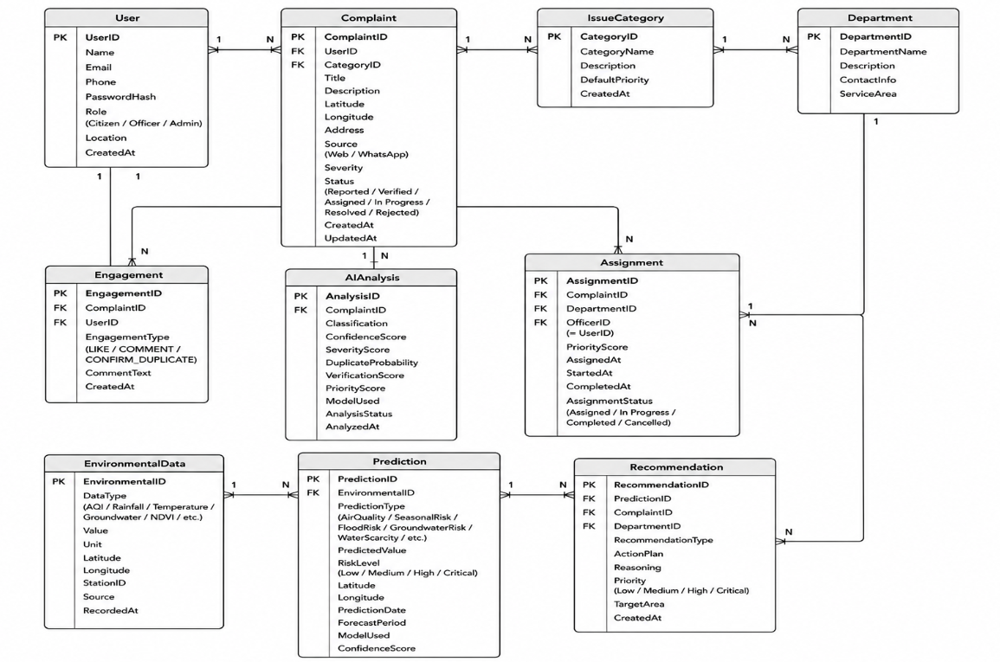 User
PK UserID
Name
Email
Phone
PasswordHash
Role
(Citizen / Officer / Admin)
Location
CreatedAt
1 N
Complaint
PK ComplaintID
FK UserID
FK CategoryID
Title
Description
Latitude
Longitude
Address
Source
(Web / WhatsApp)
Severity
Status
(Reported / Verified /
Assigned / In Progress /
Resolved / Rejected)
CreatedAt
UpdatedAt
1 N
IssueCategory
PK CategoryID
CategoryName
Description
DefaultPriority
CreatedAt
1 N
Department
PK DepartmentID
DepartmentName
Description
ContactInfo
ServiceArea
1
1 1
N
1 N
N
Engagement
PK EngagementID
FK ComplaintID
FK UserID
EngagementType
(LIKE / COMMENT /
CONFIRM_DUPLICATE)
CommentText
CreatedAt
AIAnalysis
PK AnalysisID
FK ComplaintID
Classification
ConfidenceScore
SeverityScore
DuplicateProbability
VerificationScore
PriorityScore
ModelUsed
AnalysisStatus
AnalyzedAt
Assignment
PK AssignmentID
FK ComplaintID
FK DepartmentID
FK OfficerID
(= UserID)
PriorityScore
AssignedAt
StartedAt
CompletedAt
AssignmentStatus
(Assigned / In Progress /
Completed / Cancelled)
1
N
EnvironmentalData
PK EnvironmentalID
DataType
(AQI / Rainfall / Temperature /
Groundwater / NDVI / etc.)
Value
Unit
Latitude
Longitude
StationID
Source
RecordedAt
1 N
Prediction
PK PredictionID
FK EnvironmentalID
PredictionType
(AirQuality / SeasonalRisk /
FloodRisk / GroundwaterRisk /
WaterScarcity / etc.)
PredictedValue
RiskLevel
(Low / Medium / High / Critical)
Latitude
Longitude
PredictionDate
ForecastPeriod
ModelUsed
ConfidenceScore
1 N
Recommendation
PK RecommendationID
FK PredictionID
FK ComplaintID
FK DepartmentID
RecommendationType
ActionPlan
Reasoning
Priority
(Low / Medium / High / Critical)
TargetArea
CreatedAt
N